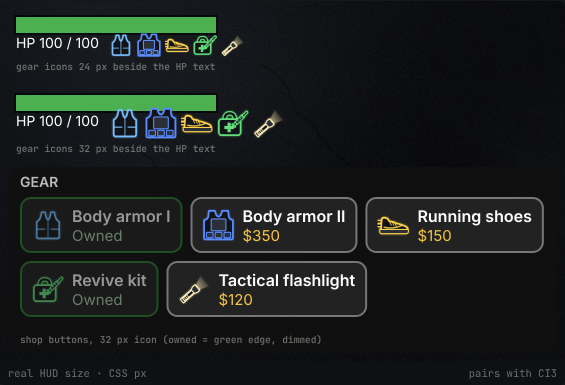 HP 100 / 100
gear icons 24 px beside the HP text
HP 100 / 100
gear icons 32 px beside the HP text
GEAR
Body armor I
Owned
Body armor II
$350
Running shoes
$150
Revive kit
Owned
Tactical flashlight
$120
shop buttons, 32 px icon (owned = green edge, dimmed)
real HUD size · CSS px
pairs with CI3